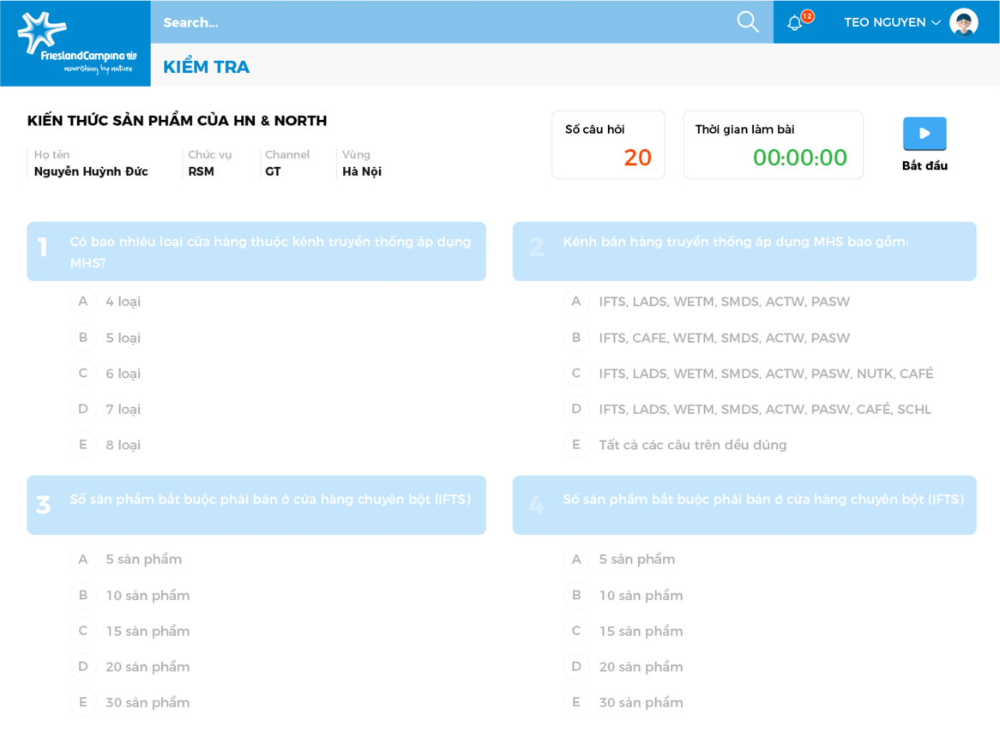 Search...
12
TEO NGUYEN
FrieslandCampina
nourishing by nature
KIỂM TRA
KIẾN THỨC SẢN PHẨM CỦA HN & NORTH
Họ tên
Nguyễn Huỳnh Đức
Chức vụ
RSM
Channel
GT
Vùng
Hà Nội
Số câu hỏi
20
Thời gian làm bài
00:00:00
Bắt đầu
1
Có bao nhiêu loại cửa hàng thuộc kênh truyền thống áp dụng
MHS?
A 4 loại
B 5 loại
C 6 loại
D 7 loại
E 8 loại
2
Kênh bán hàng truyền thống áp dụng MHS bao gồm:
A IFTS, LADS, WETM, SMDS, ACTW, PASW
B IFTS, CAFE, WETM, SMDS, ACTW, PASW
C IFTS, LADS, WETM, SMDS, ACTW, PASW, NUTK, CAFÉ
D IFTS, LADS, WETM, SMDS, ACTW, PASW, CAFÉ, SCHL
E Tất cả các câu trên đều đúng
3
Số sản phẩm bắt buộc phải bán ở cửa hàng chuyên bột (IFTS)
A 5 sản phẩm
B 10 sản phẩm
C 15 sản phẩm
D 20 sản phẩm
E 30 sản phẩm
4
Số sản phẩm bắt buộc phải bán ở cửa hàng chuyên bột (IFTS)
A 5 sản phẩm
B 10 sản phẩm
C 15 sản phẩm
D 20 sản phẩm
E 30 sản phẩm